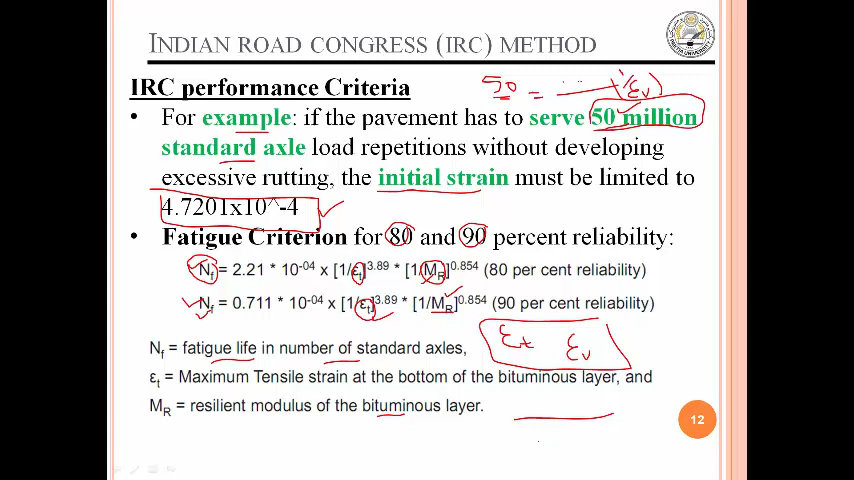 INDIAN ROAD CONGRESS (IRC) METHOD
IRC performance Criteria
50 = (εv)
• For example: if the pavement has to serve 50 million
standard axle load repetitions without developing
excessive rutting, the initial strain must be limited to
4.7201x10^-4
• Fatigue Criterion for 80 and 90 percent reliability:
Nf = 2.21 * 10-04 x [1/εt]3.89 * [1/MR]0.854 (80 per cent reliability)
Nf = 0.711 * 10-04 x [1/εt]3.89 * [1/MR]0.854 (90 per cent reliability)
εt εv
Nf = fatigue life in number of standard axles,
εt = Maximum Tensile strain at the bottom of the bituminous layer, and
MR = resilient modulus of the bituminous layer.
12